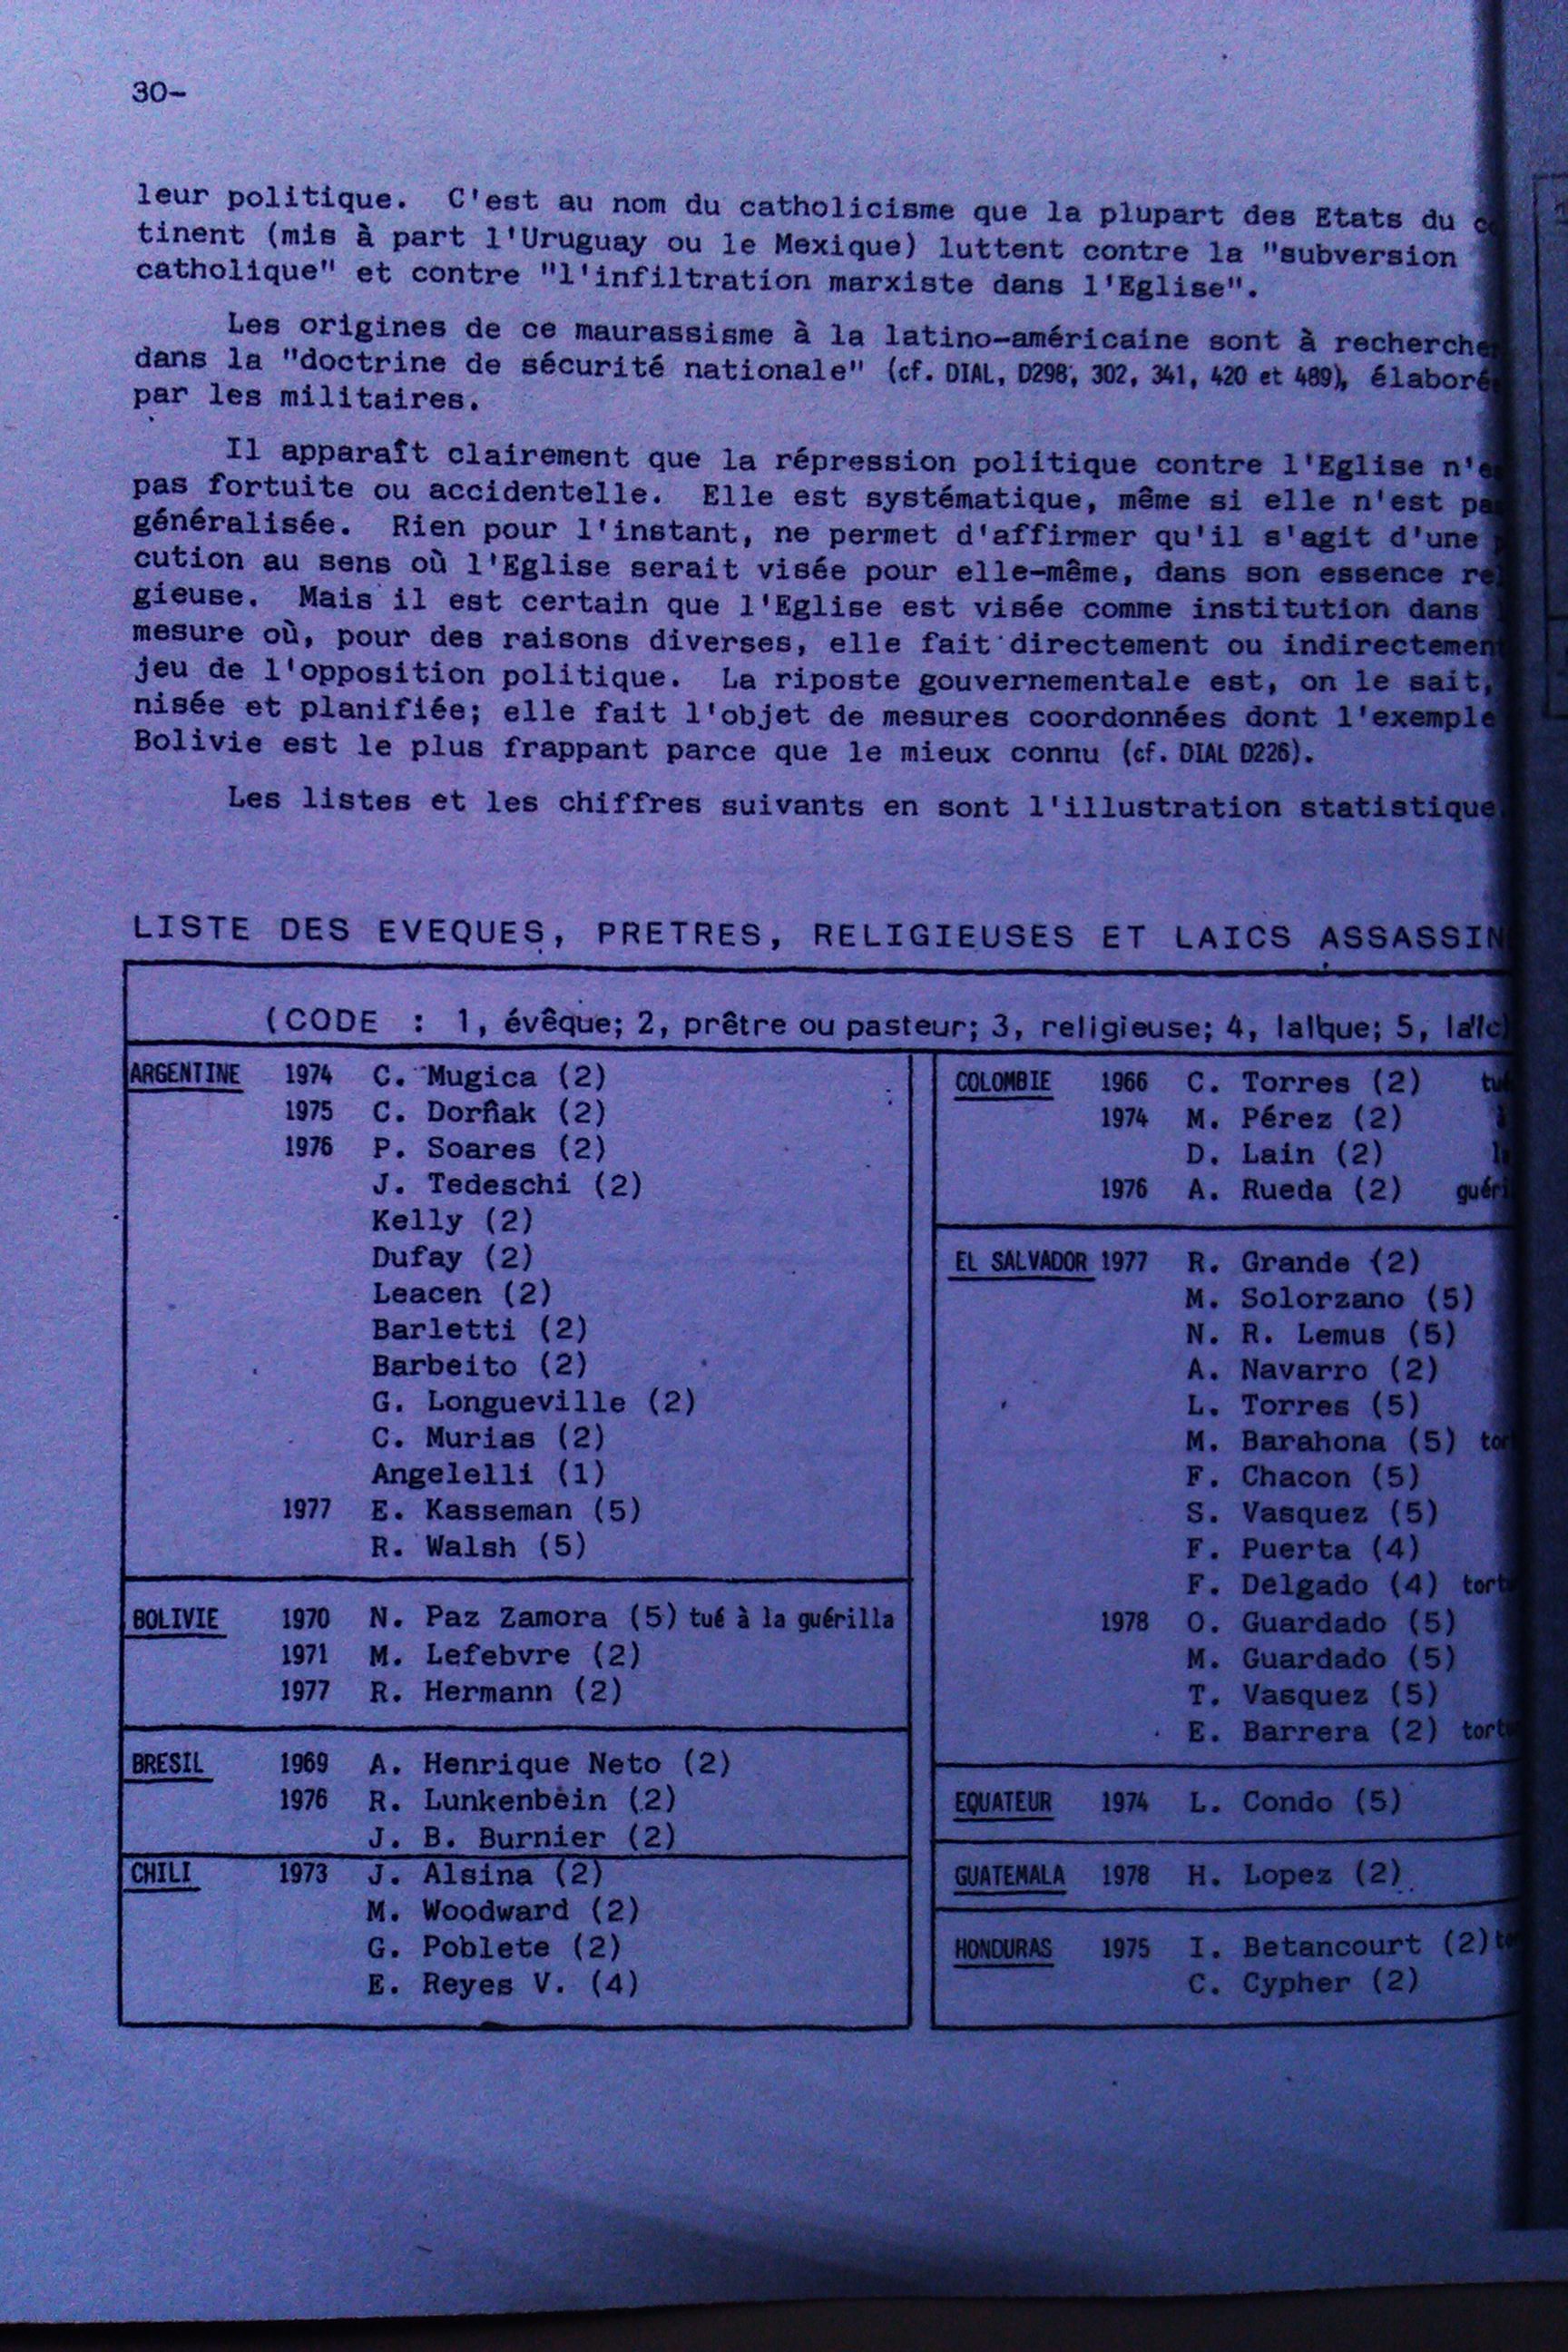 30-
leur politique. C'est au nom du catholicisme que la plupart des Etats du
tinent (mis à part l'Uruguay ou le Mexique) luttent contre la "subversion
catholique" et contre "l'infiltration marxiste dans l'Eglise".
Les origines de ce maurassisme à la latino-américaine sont à
dans la "doctrine de sécurité nationale" (cf. DIAL, D298, 302, 341, 420 et 489),
par les militaires.
Il apparaît clairement que la répression politique contre l'Eglise
pas fortuite ou accidentelle. Elle est systématique, même si elle n'est
généralisée. Rien pour l'instant, ne permet d'affirmer qu'il s'agit d'une
cution au sens où l'Eglise serait visée pour elle-même, dans son essence
gieuse. Mais il est certain que l'Eglise est visée comme institution dans
mesure où, pour des raisons diverses, elle fait directement ou indirectement
jeu de l'opposition politique. La riposte gouvernementale est, on le sait,
nisée et planifiée; elle fait l'objet de mesures coordonnées dont l'exemple
Bolivie est le plus frappant parce que le mieux connu (cf. DIAL D226).
Les listes et les chiffres suivants en sont l'illustration statistique
LISTE DES EVEQUES, PRETRES, RELIGIEUSES ET LAICS
(CODE : 1, évêque; 2, prêtre ou pasteur; 3, religieuse; 4, laïque; 5, laïc)
ARGENTINE 1974 C. Mugica (2)
1975 C. Dorñak (2)
1976 P. Soares (2)
J. Tedeschi (2)
Kelly (2)
Dufay (2)
Leacen (2)
Barletti (2)
Barbeito (2)
G. Longueville (2)
C. Murias (2)
Angelelli (1)
1977 E. Kasseman (5)
R. Walsh (5)
BOLIVIE 1970 N. Paz Zamora (5) tué à la guérilla
1971 M. Lefebvre (2)
1977 R. Hermann (2)
BRESIL 1969 A. Henrique Neto (2)
1976 R. Lunkenbein (2)
J. B. Burnier (2)
CHILI 1973 J. Alsina (2)
M. Woodward (2)
G. Poblete (2)
E. Reyes V. (4)
COLOMBIE 1966 C. Torres (2)
1974 M. Pérez (2)
D. Lain (2)
1976 A. Rueda (2)
EL SALVADOR 1977 R. Grande (2)
M. Solorzano (5)
N. R. Lemus (5)
A. Navarro (2)
L. Torres (5)
M. Barahona (5)
F. Chacon (5)
S. Vasquez (5)
F. Puerta (4)
F. Delgado (4)
1978 O. Guardado (5)
M. Guardado (5)
T. Vasquez (5)
E. Barrera (2)
EQUATEUR 1974 L. Condo (5)
GUATEMALA 1978 H. Lopez (2)
HONDURAS 1975 I. Betancourt (2)
C. Cypher (2)